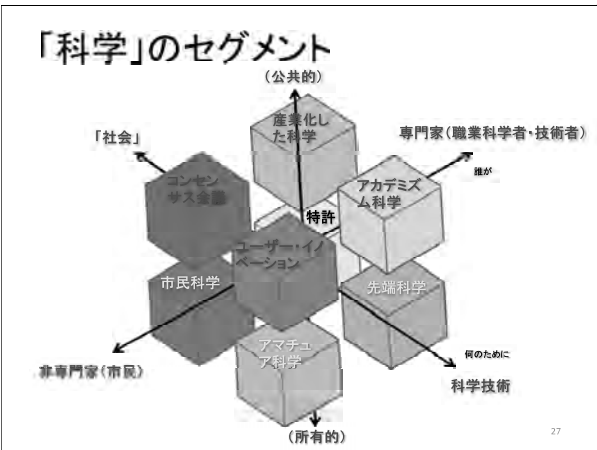 「科学」のセグメント
(公共的)
産業化し
た科学
専門家(職業科学者・技術者)
「社会」
誰が
コンセン
サス会議
アカデミズ
ム科学
特許
ユーザー・イノ
ベーション
市民科学
先端科学
アマチュ
ア科学
何のために
非専門家(市民)
科学技術
(所有的)
27